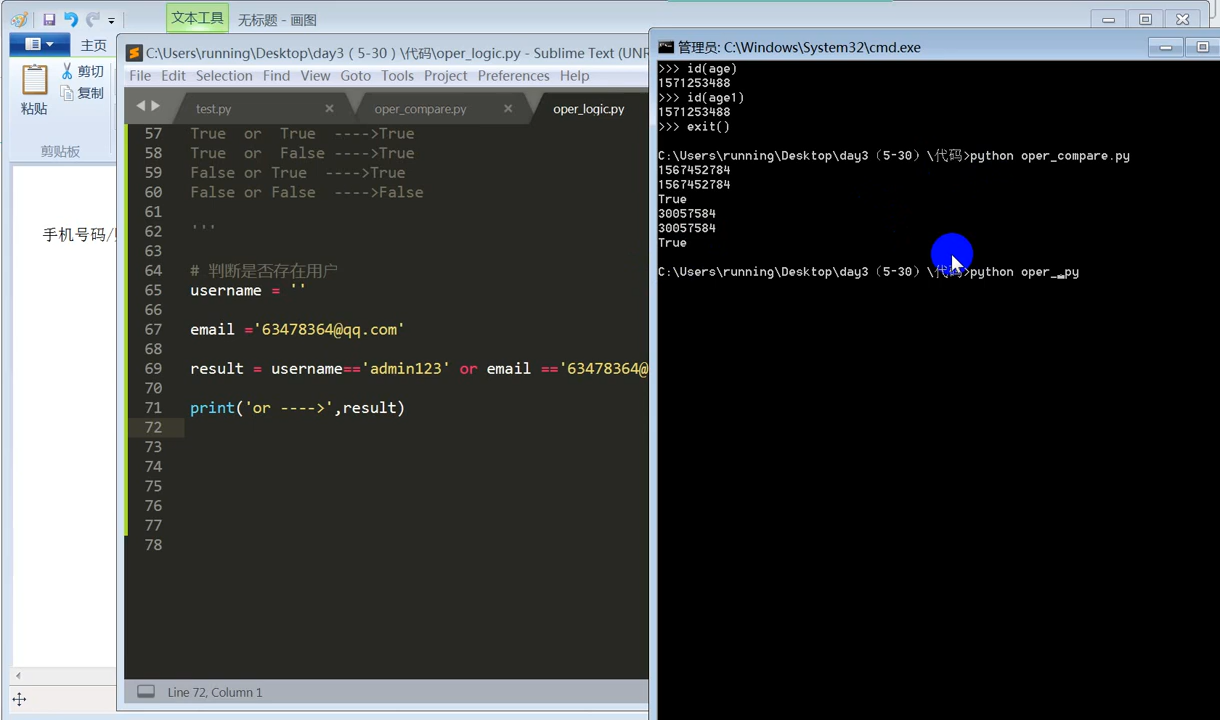 文本工具
无标题 - 画图
主页
剪切
复制
粘贴
剪贴板
手机号码/
C:\Users\running\Desktop\day3（5-30）\代码\oper_logic.py - Sublime Text (UNR
File Edit Selection Find View Goto Tools Project Preferences Help
test.py × oper_compare.py × oper_logic.py
57 True or True ---->True
58 True or False ---->True
59 False or True ---->True
60 False or False ---->False
61
62 '''
63
64 # 判断是否存在用户
65 username = ''
66
67 email ='63478364@qq.com'
68
69 result = username=='admin123' or email =='63478364@
70
71 print('or ---->',result)
72
73
74
75
76
77
78
Line 72, Column 1
管理员: C:\Windows\System32\cmd.exe
>>> id(age)
1571253488
>>> id(age1)
1571253488
>>> exit()
C:\Users\running\Desktop\day3（5-30）\代码>python oper_compare.py
1567452784
1567452784
True
30057584
30057584
True
C:\Users\running\Desktop\day3（5-30）\代码>python oper_.py